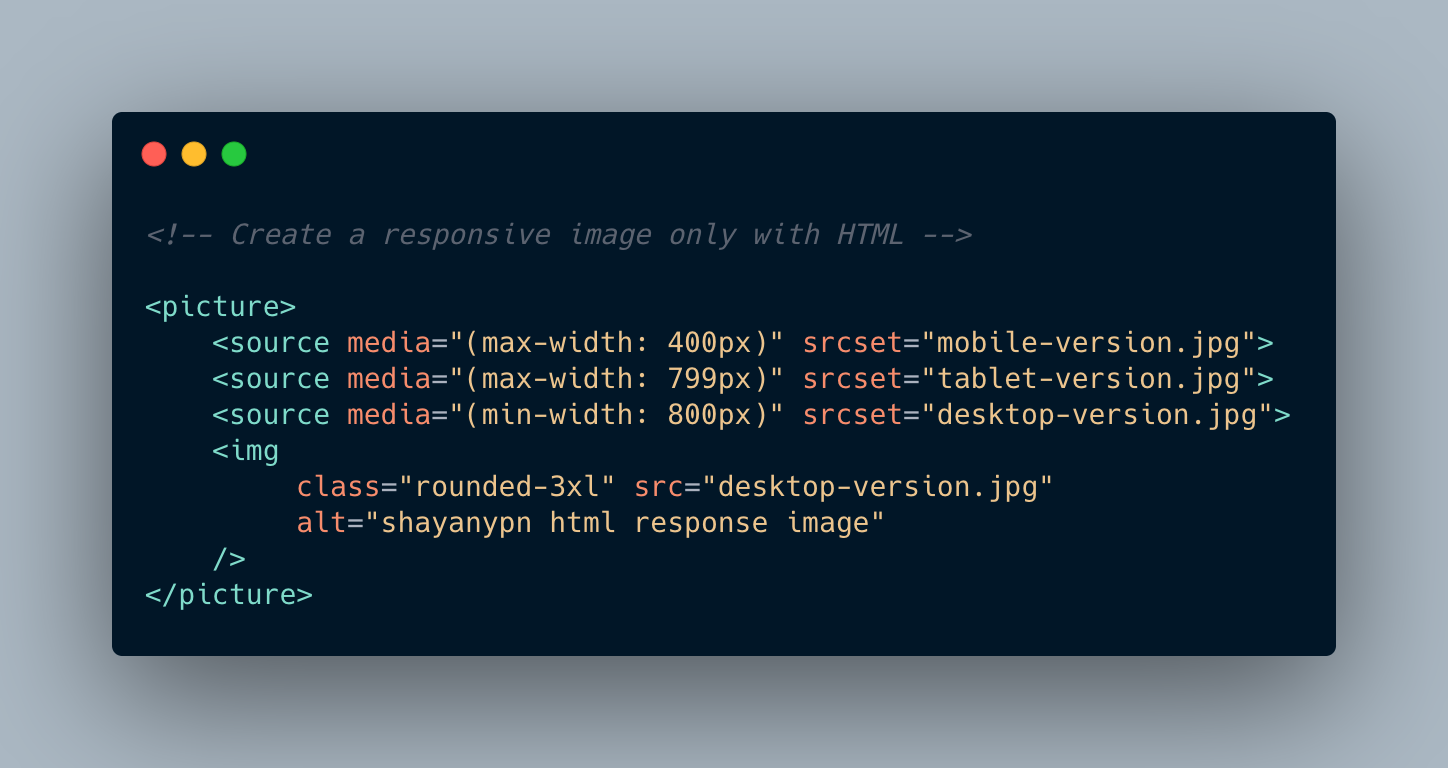 <!-- Create a responsive image only with HTML -->
<picture>
    <source media="(max-width: 400px)" srcset="mobile-version.jpg">
    <source media="(max-width: 799px)" srcset="tablet-version.jpg">
    <source media="(min-width: 800px)" srcset="desktop-version.jpg">
    <img
         class="rounded-3xl" src="desktop-version.jpg"
         alt="shayanypn html response image"
    />
</picture>